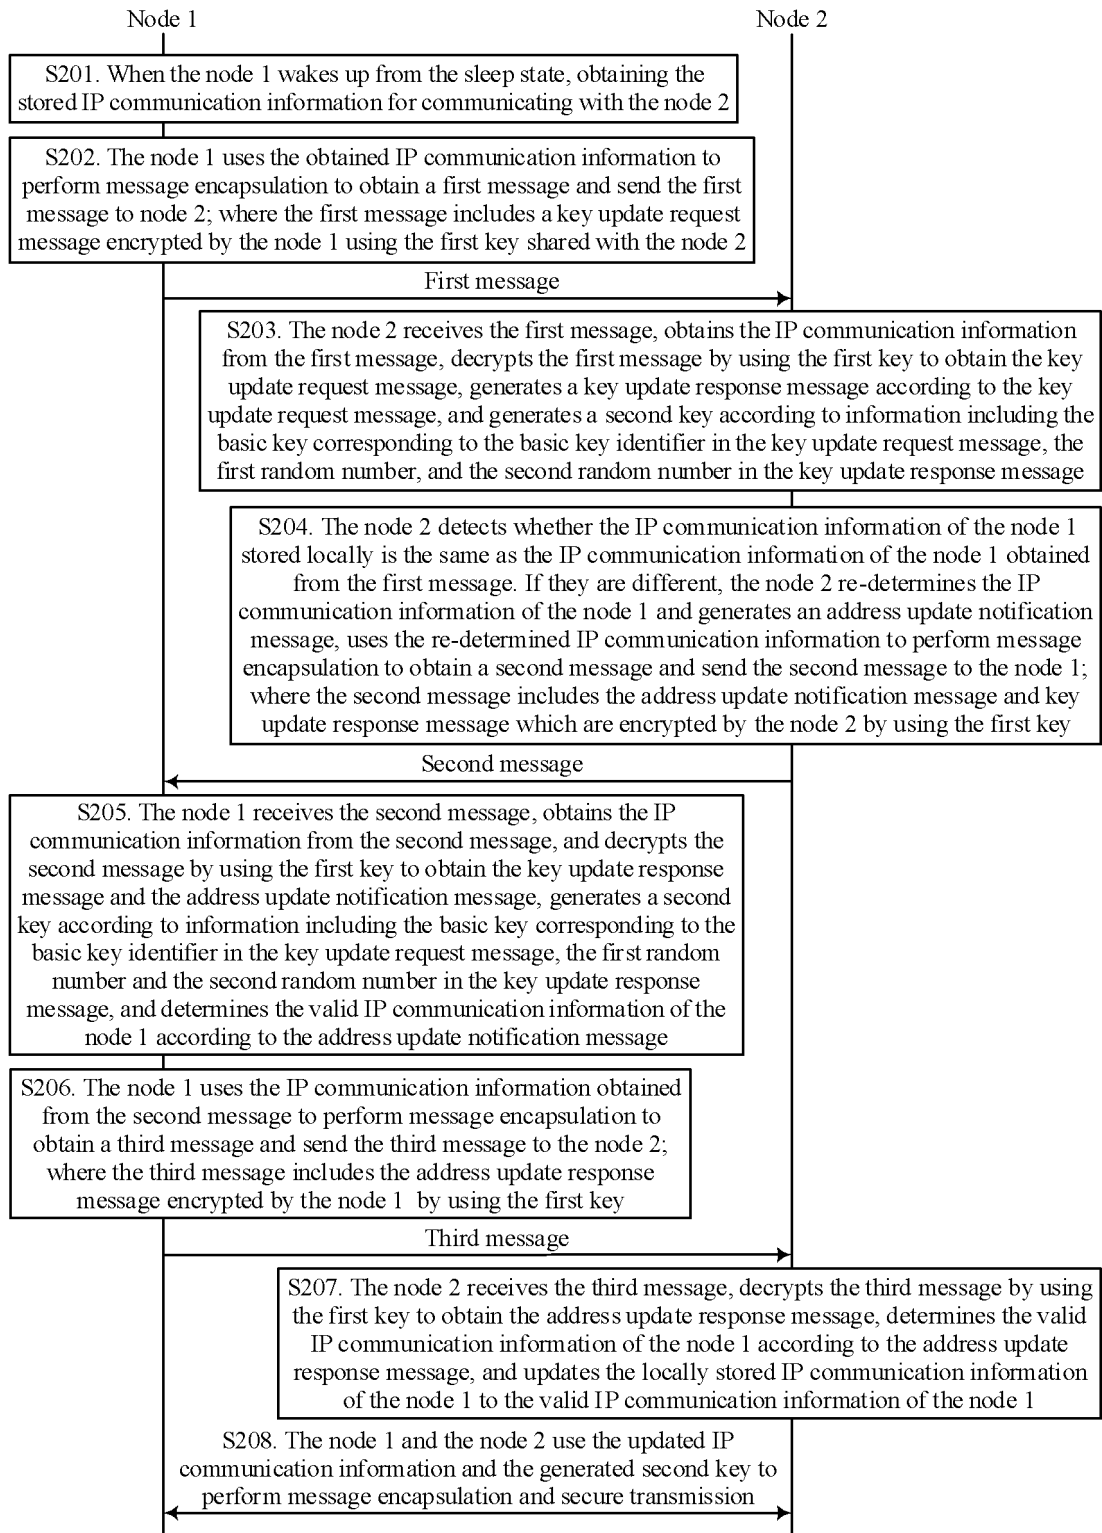 Node 1
Node 2
S201. When the node 1 wakes up from the sleep state, obtaining the
stored IP communication information for communicating with the node 2
S202. The node 1 uses the obtained IP communication information to
perform message encapsulation to obtain a first message and send the first
message to node 2; where the first message includes a key update request
message encrypted by the node 1 using the first key shared with the node 2
First message
S203. The node 2 receives the first message, obtains the IP communication information
from the first message, decrypts the first message by using the first key to obtain the key
update request message, generates a key update response message according to the key
update request message, and generates a second key according to information including the
basic key corresponding to the basic key identifier in the key update request message, the
first random number, and the second random number in the key update response message
S204. The node 2 detects whether the IP communication information of the node 1
stored locally is the same as the IP communication information of the node 1 obtained
from the first message. If they are different, the node 2 re-determines the IP
communication information of the node 1 and generates an address update notification
message, uses the re-determined IP communication information to perform message
encapsulation to obtain a second message and send the second message to the node 1;
where the second message includes the address update notification message and key
update response message which are encrypted by the node 2 by using the first key
Second message
S205. The node 1 receives the second message, obtains the IP
communication information from the second message, and decrypts the
second message by using the first key to obtain the key update response
message and the address update notification message, generates a second
key according to information including the basic key corresponding to the
basic key identifier in the key update request message, the first random
number and the second random number in the key update response
message, and determines the valid IP communication information of the
node 1 according to the address update notification message
S206. The node 1 uses the IP communication information obtained
from the second message to perform message encapsulation to
obtain a third message and send the third message to the node 2;
where the third message includes the address update response
message encrypted by the node 1 by using the first key
Third message
S207. The node 2 receives the third message, decrypts the third message by using
the first key to obtain the address update response message, determines the valid
IP communication information of the node 1 according to the address update
response message, and updates the locally stored IP communication information
of the node 1 to the valid IP communication information of the node 1
S208. The node 1 and the node 2 use the updated IP
communication information and the generated second key to
perform message encapsulation and secure transmission